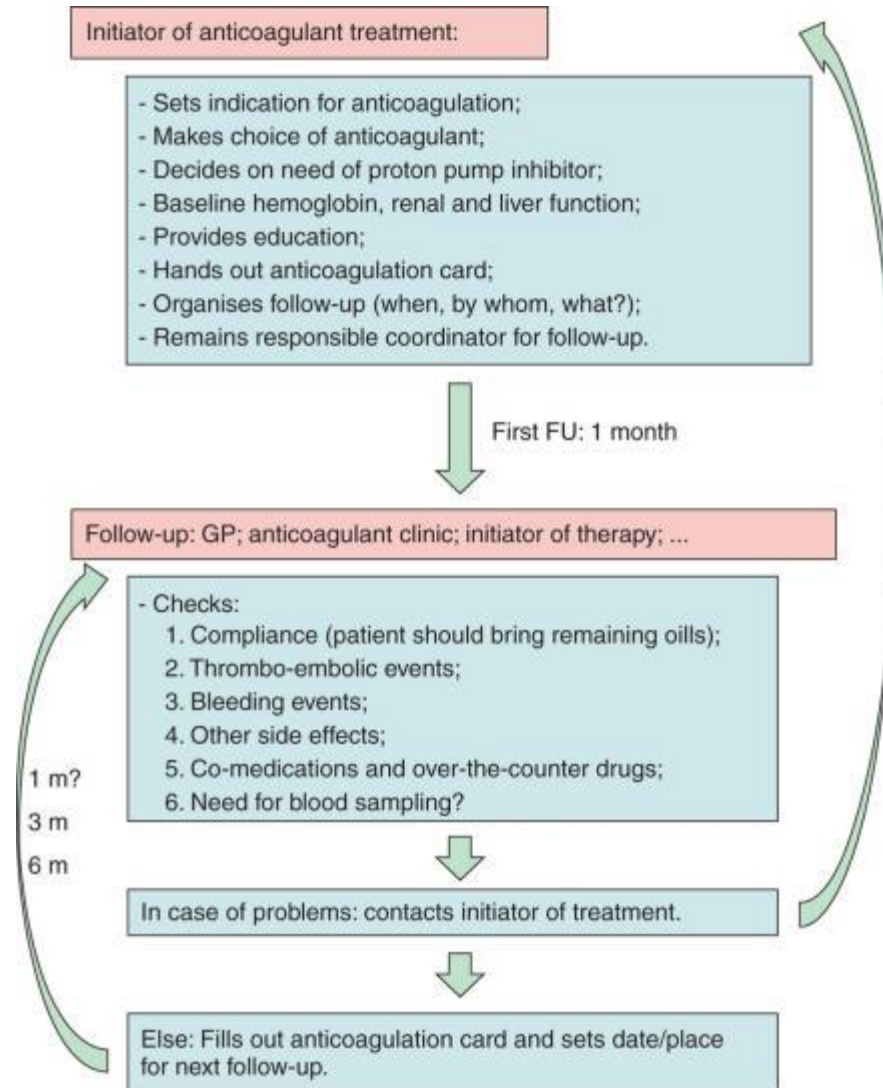 Initiator of anticoagulant treatment:
- Sets indication for anticoagulation;
- Makes choice of anticoagulant;
- Decides on need of proton pump inhibitor;
- Baseline hemoglobin, renal and liver function;
- Provides education;
- Hands out anticoagulation card;
- Organises follow-up (when, by whom, what?);
- Remains responsible coordinator for follow-up.
First FU: 1 month
Follow-up: GP; anticoagulant clinic; initiator of therapy; ...
- Checks:
1. Compliance (patient should bring remaining oills);
2. Thrombo-embolic events;
3. Bleeding events;
4. Other side effects;
5. Co-medications and over-the-counter drugs;
6. Need for blood sampling?
1 m?
3 m
6 m
In case of problems: contacts initiator of treatment.
Else: Fills out anticoagulation card and sets date/place
for next follow-up.